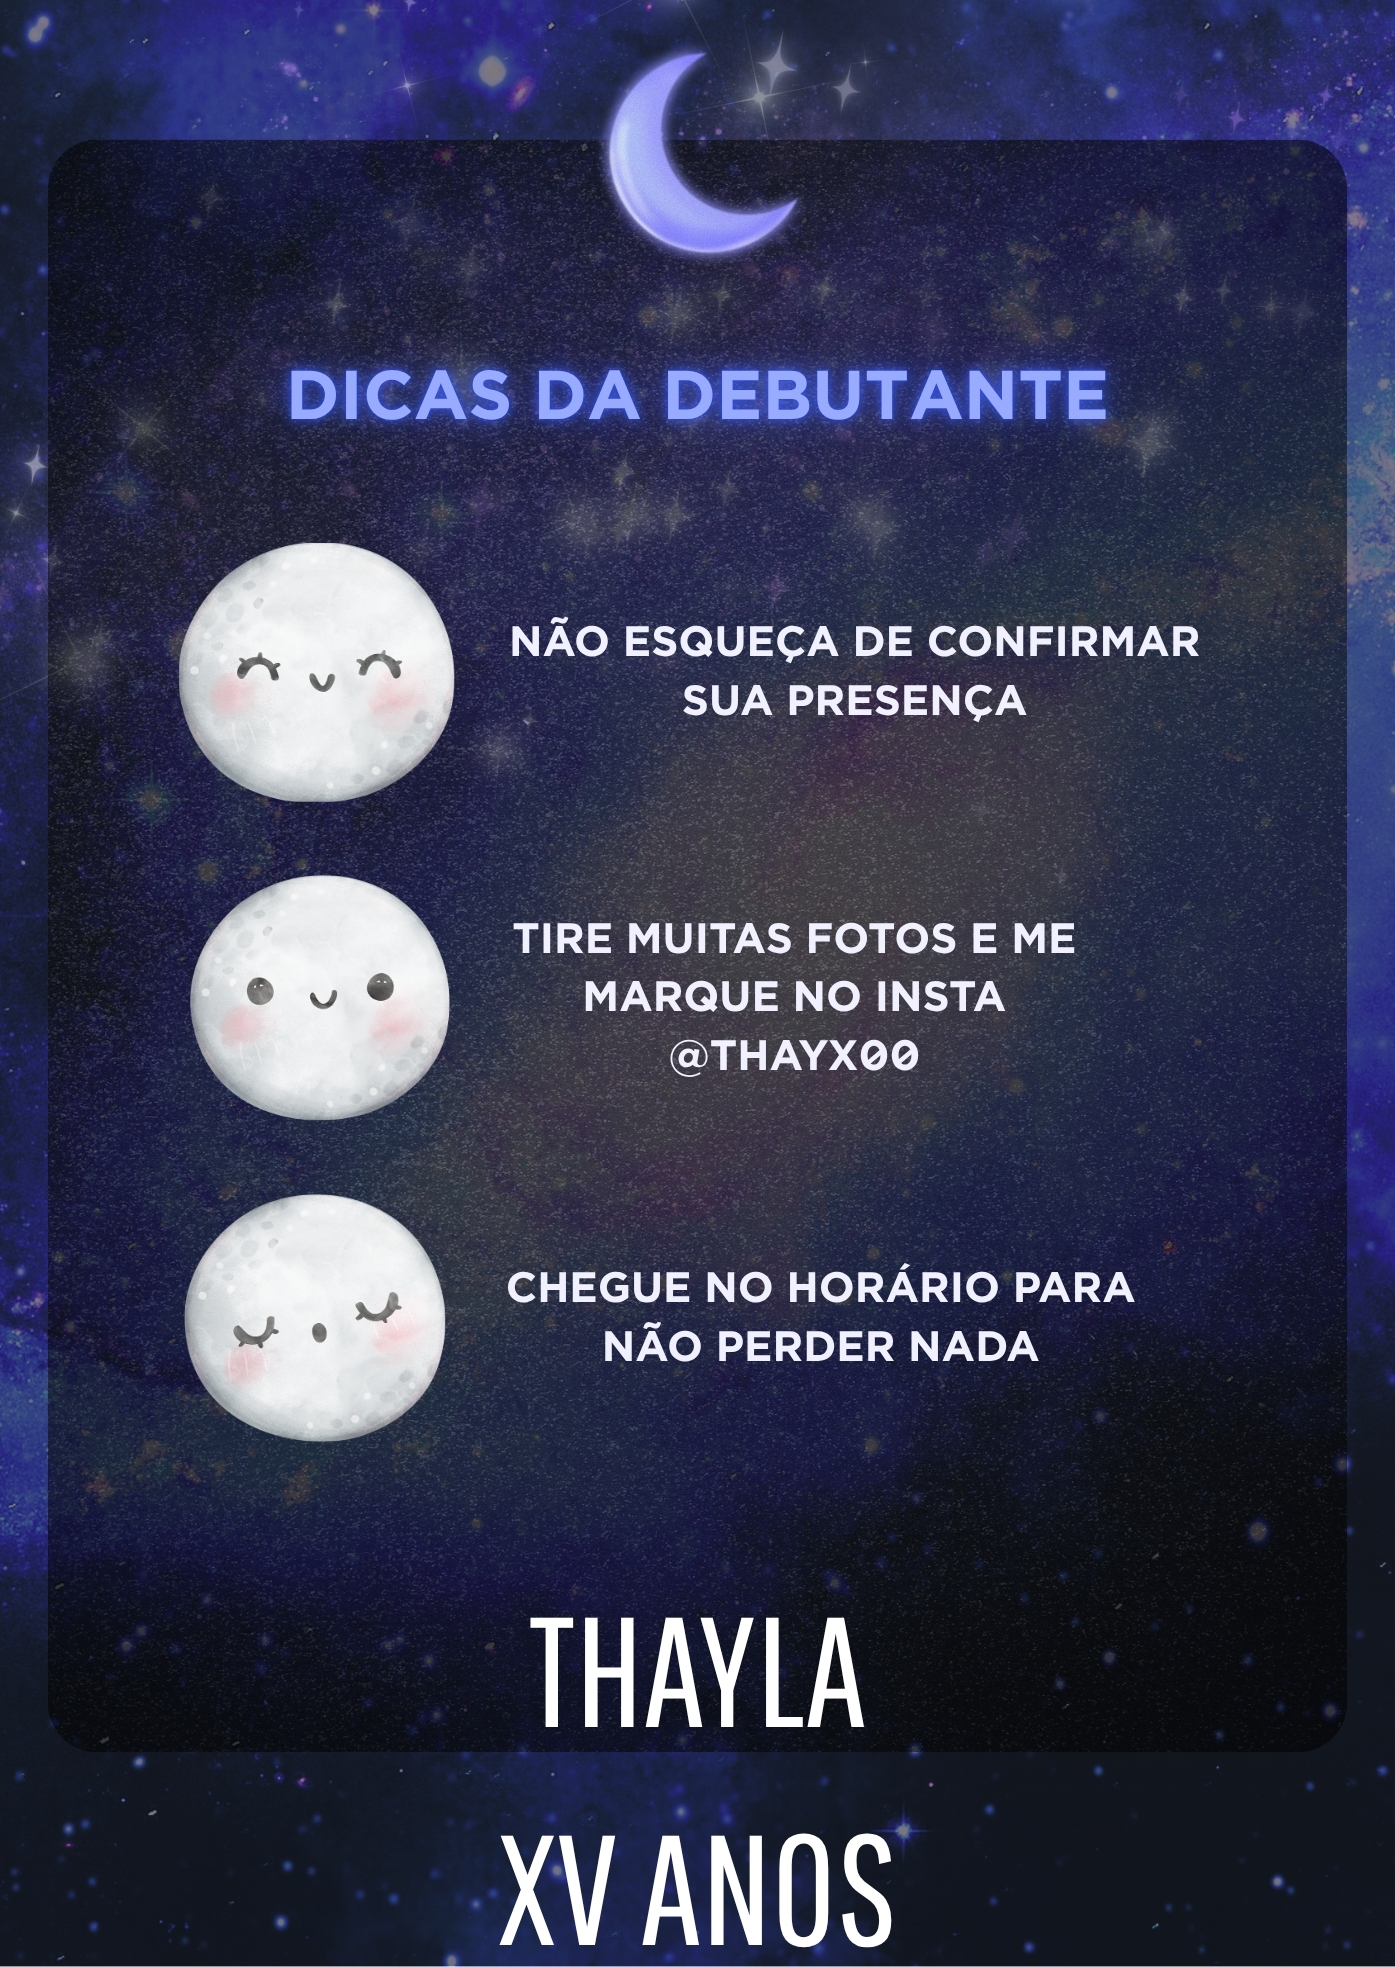 DICAS DA DEBUTANTE
NÃO ESQUEÇA DE CONFIRMAR
SUA PRESENÇA
TIRE MUITAS FOTOS E ME
MARQUE NO INSTA
@THAYX00
CHEGUE NO HORÁRIO PARA
NÃO PERDER NADA
THAYLA
XV ANOS